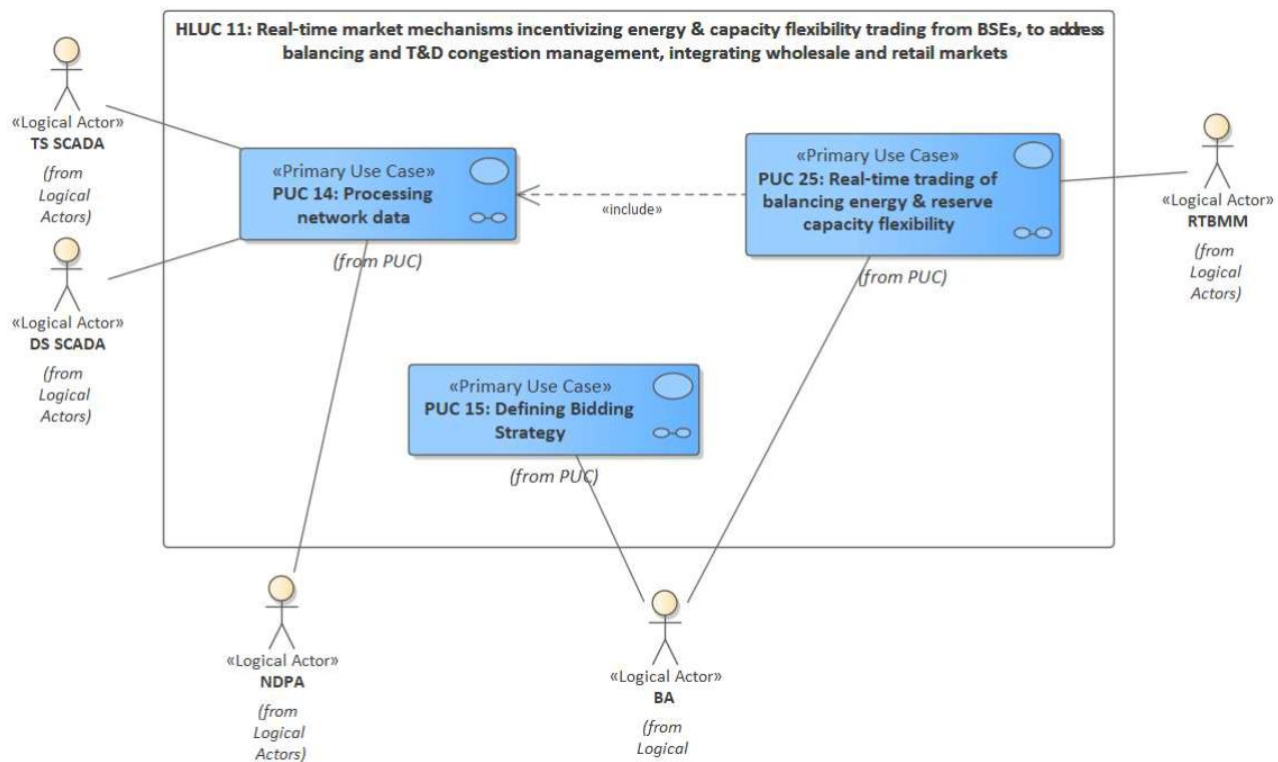 HLUC 11: Real-time market mechanisms incentivizing energy & capacity flexibility trading from BSEs, to address
balancing and T&D congestion management, integrating wholesale and retail markets
«Logical Actor»
TS SCADA
(from
Logical
Actors)
«Primary Use Case»
PUC 14: Processing
network data
(from PUC)
«include»
«Primary Use Case»
PUC 25: Real-time trading of
balancing energy & reserve
capacity flexibility
(from PUC)
«Logical Actor»
RTBMM
(from
Logical
Actors)
«Logical Actor»
DS SCADA
(from
Logical
Actors)
«Primary Use Case»
PUC 15: Defining Bidding
Strategy
(from PUC)
«Logical Actor»
NDPA
(from
Logical
Actors)
«Logical Actor»
BA
(from
Logical